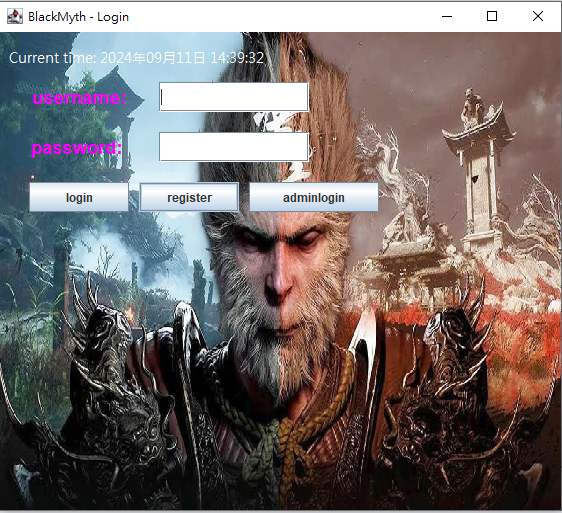 BlackMyth - Login
Current time: 2024年09月11日 14:39:32
username:
password:
login register adminlogin